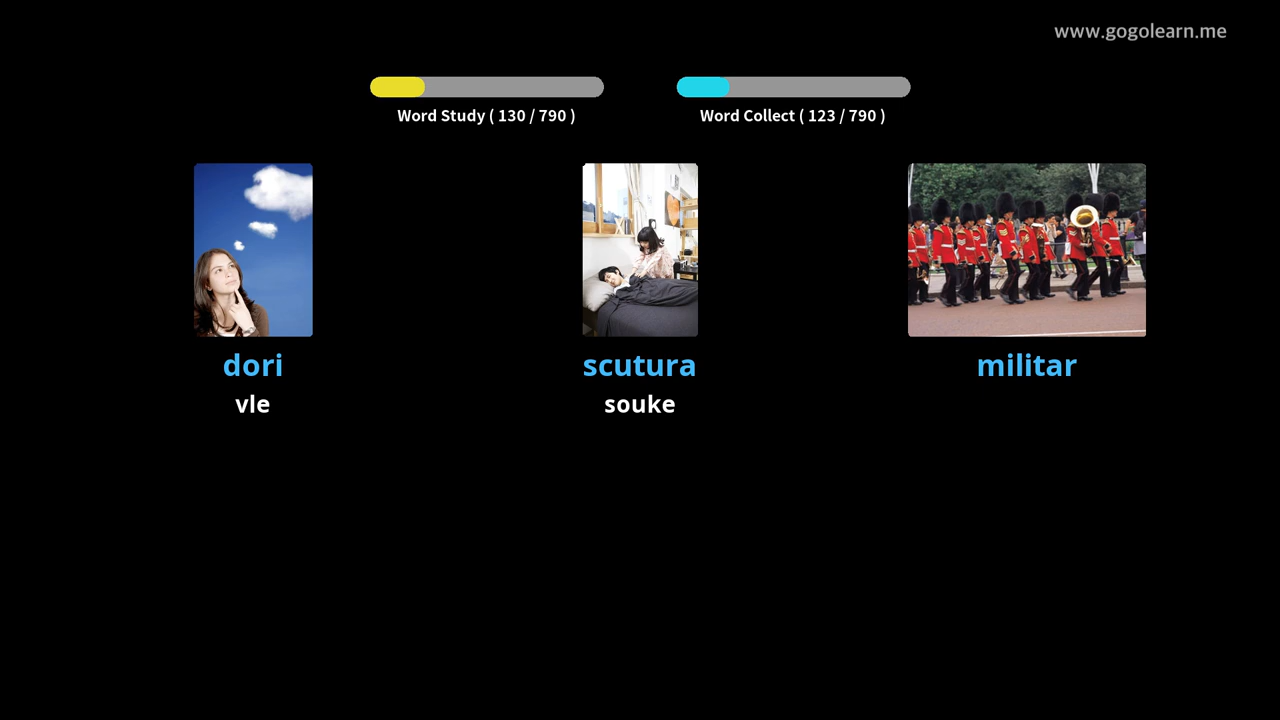 www.gogolearn.me
Word Study ( 130 / 790 )
Word Collect ( 123 / 790 )
dori
scutura
militar
vle
souke